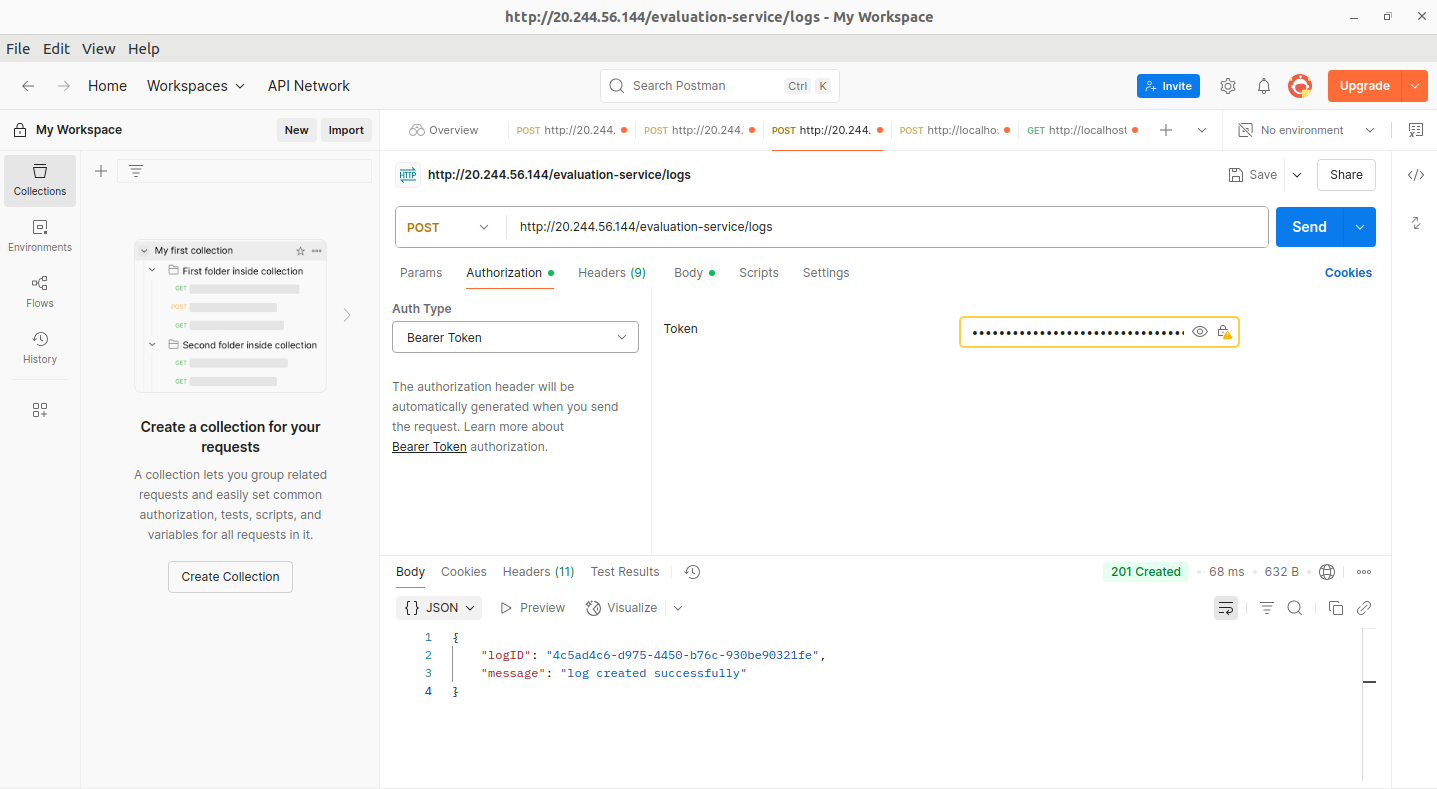 http://20.244.56.144/evaluation-service/logs - My Workspace
File Edit View Help
Home Workspaces API Network
Search Postman Ctrl K
Invite
Upgrade
My Workspace
New Import
Overview
POST http://20.244.
POST http://20.244.
POST http://20.244.
POST http://localho:
GET http://localhost
No environment
Collections
Environments
Flows
History
My first collection
First folder inside collection
GET
POST
GET
Second folder inside collection
GET
GET
Create a collection for your
requests
A collection lets you group related
requests and easily set common
authorization, tests, scripts, and
variables for all requests in it.
Create Collection
HTTP http://20.244.56.144/evaluation-service/logs
Save Share
POST http://20.244.56.144/evaluation-service/logs
Send
Params Authorization Headers (9) Body Scripts Settings Cookies
Auth Type
Bearer Token
The authorization header will be
automatically generated when you send
the request. Learn more about
Bearer Token authorization.
Token
Body Cookies Headers (11) Test Results
201 Created 68 ms 632 B
{} JSON Preview Visualize
1 {
2 "logID": "4c5ad4c6-d975-4450-b76c-930be90321fe",
3 "message": "log created successfully"
4 }